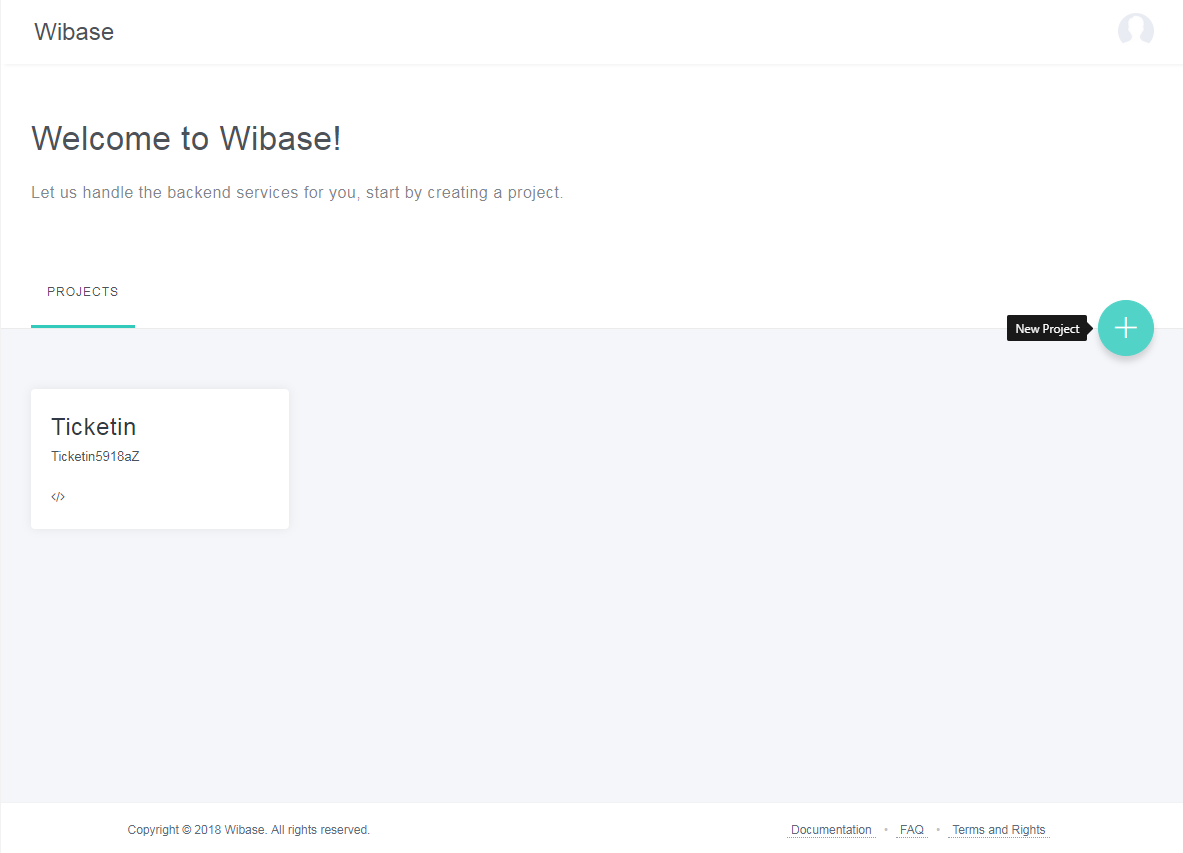 Wibase
Welcome to Wibase!
Let us handle the backend services for you, start by creating a project.
PROJECTS
New Project
Ticketin
Ticketin5918aZ
</>
Copyright © 2018 Wibase. All rights reserved.
Documentation • FAQ • Terms and Rights